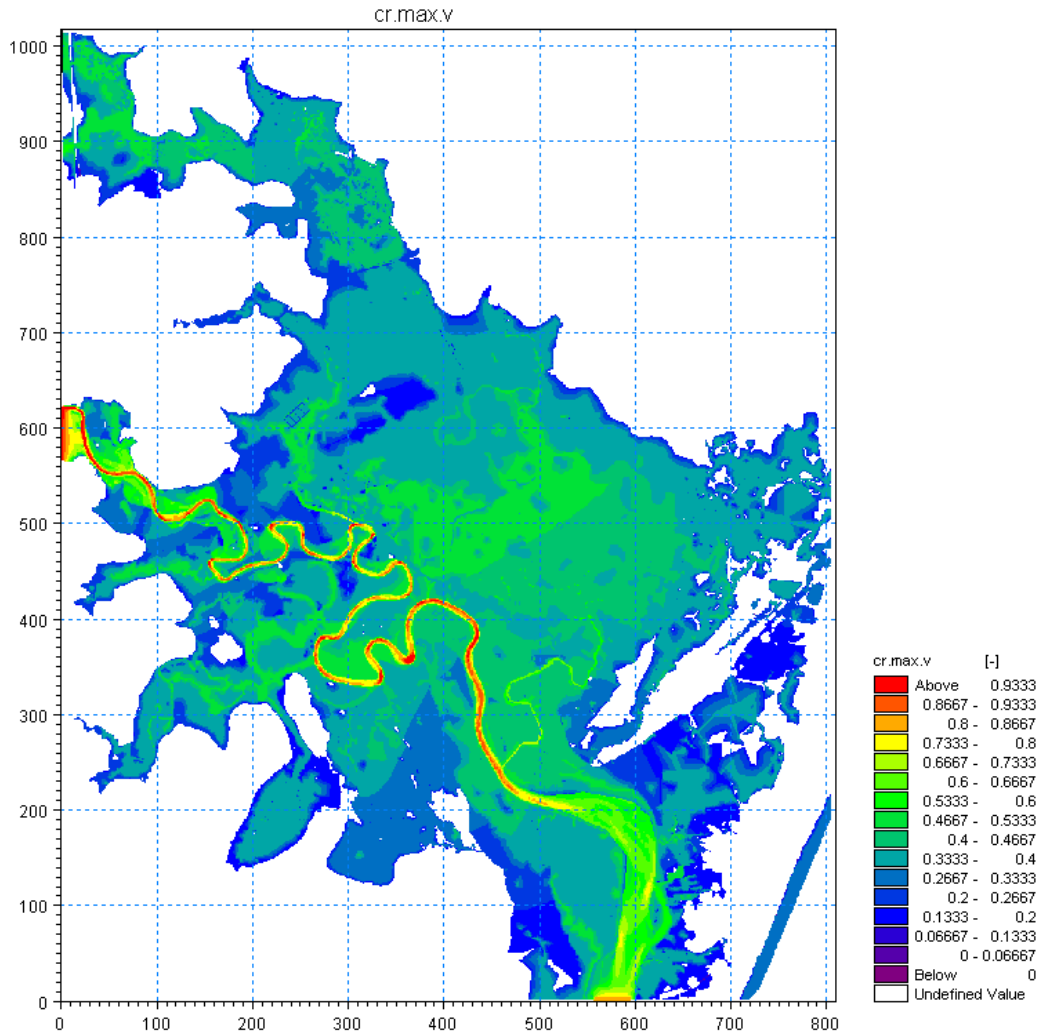 cr.max.v
1000
900
800
700
600
500
400
300
200
100
0
0 100 200 300 400 500 600 700 800
cr.max.v [-]
Above 0.9333
0.8667 - 0.9333
0.8 - 0.8667
0.7333 - 0.8
0.6667 - 0.7333
0.6 - 0.6667
0.5333 - 0.6
0.4667 - 0.5333
0.4 - 0.4667
0.3333 - 0.4
0.2667 - 0.3333
0.2 - 0.2667
0.1333 - 0.2
0.06667 - 0.1333
0 - 0.06667
Below 0
Undefined Value